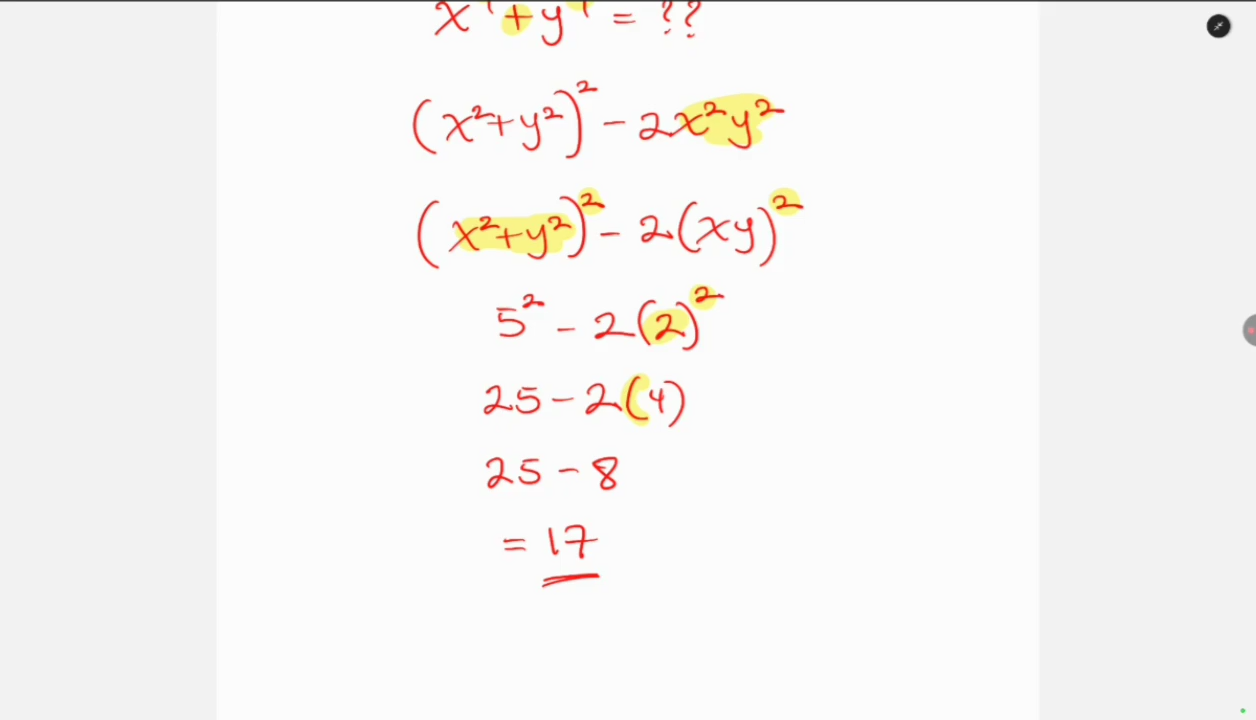 x⁴ + y⁴ = ??
(x² + y²)² - 2x²y²
(x² + y²)² - 2(xy)²
5² - 2(2)²
25 - 2(4)
25 - 8
= 17